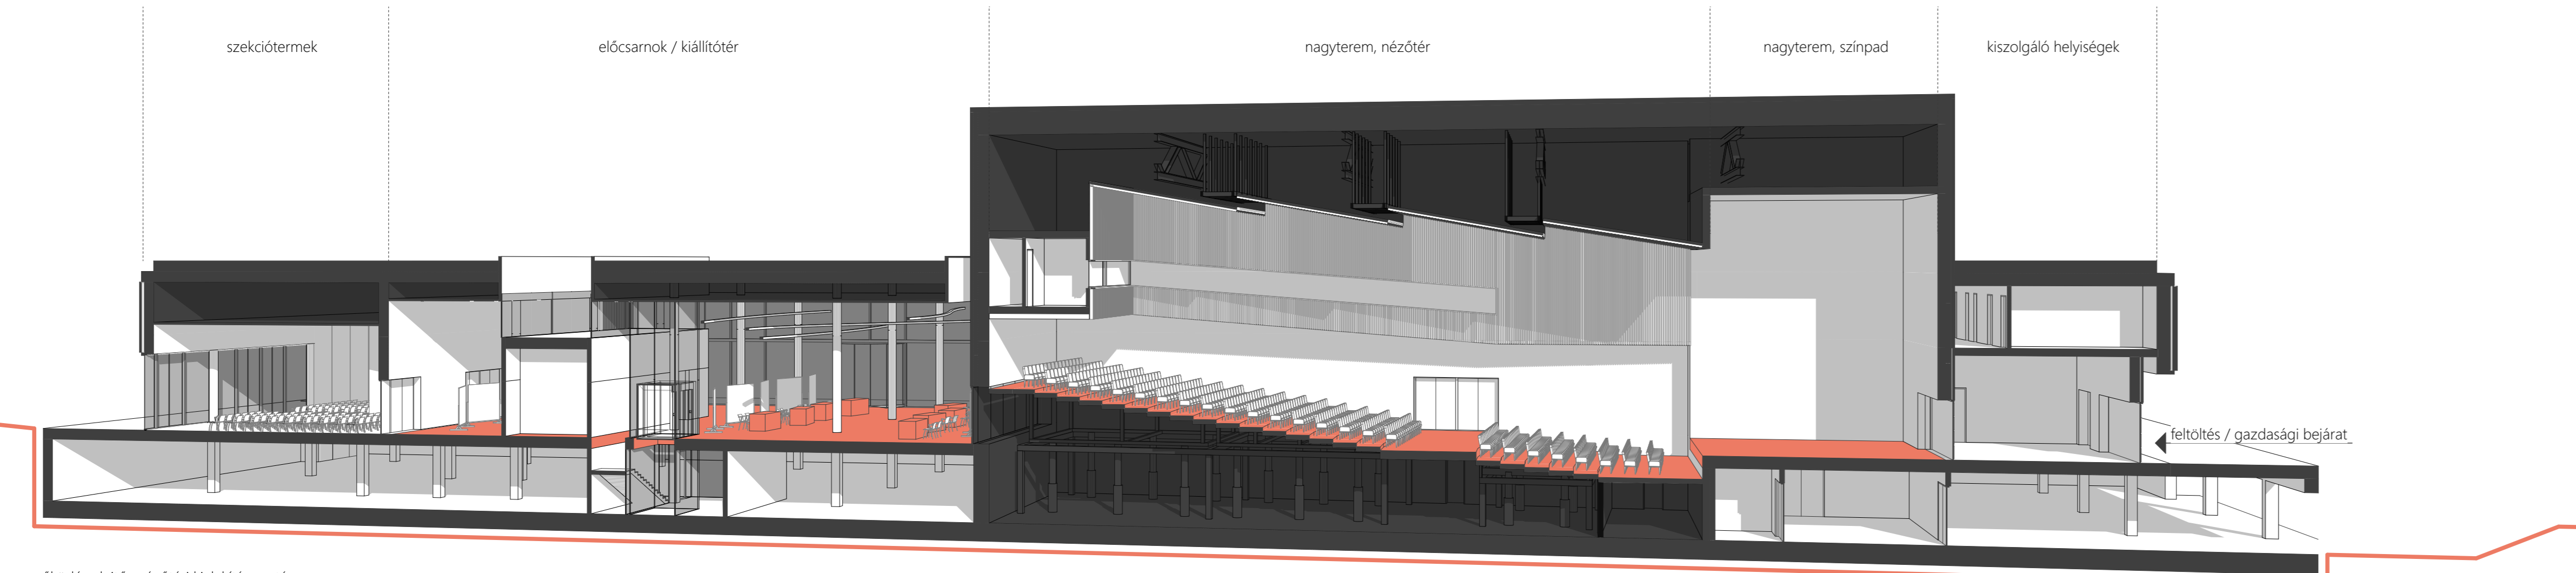 szekciótermek
előcsarnok / kiállítótér
nagyterem, nézőtér
nagyterem, színpad
kiszolgáló helyiségek
feltöltés / gazdasági bejárat